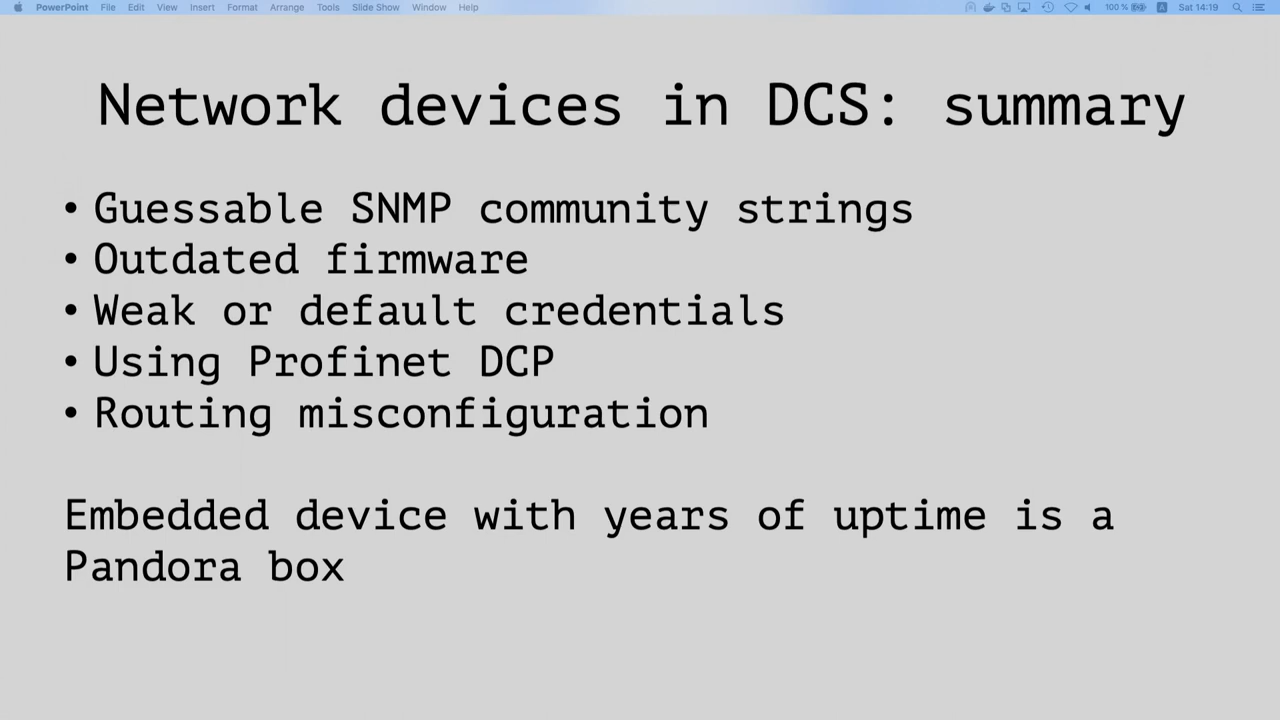 PowerPoint File Edit View Insert Format Arrange Tools Slide Show Window Help 100 % A Sat 14:19
Network devices in DCS: summary
• Guessable SNMP community strings
• Outdated firmware
• Weak or default credentials
• Using Profinet DCP
• Routing misconfiguration
Embedded device with years of uptime is a
Pandora box